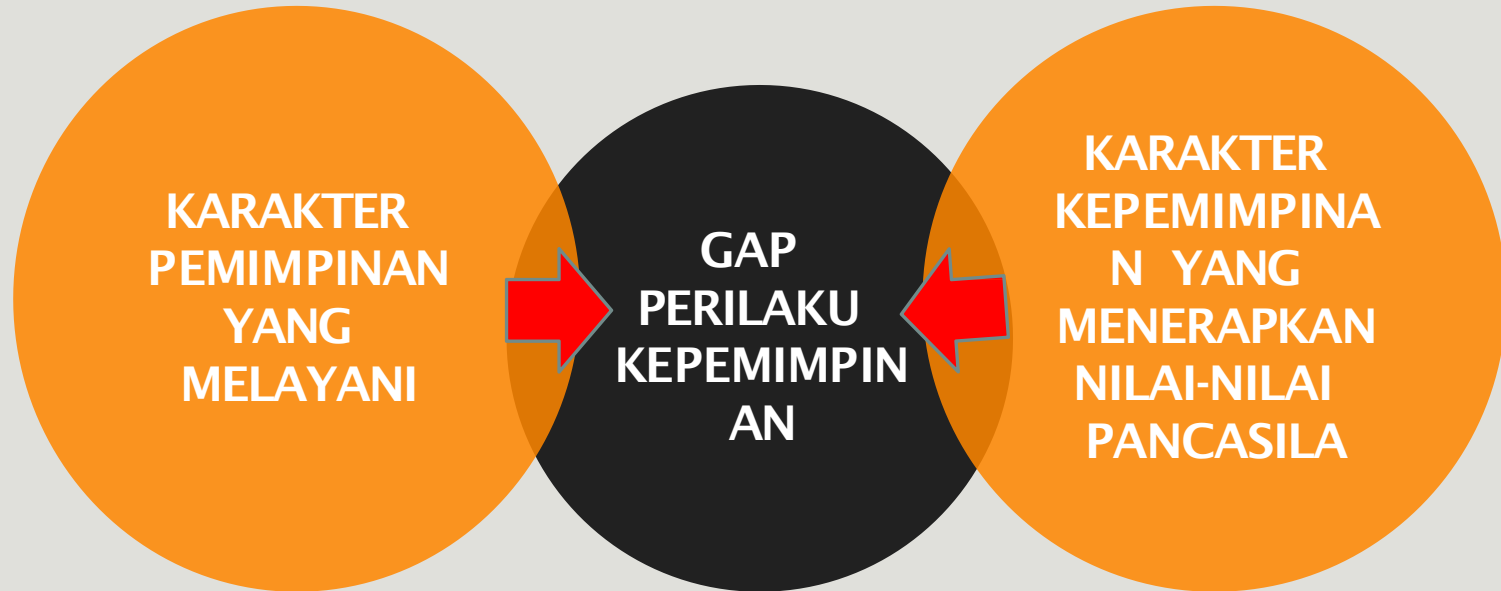 KARAKTER
PEMIMPINAN
YANG
MELAYANI
GAP
PERILAKU
KEPEMIMPIN
AN
KARAKTER
KEPEMIMPINA
N YANG
MENERAPKAN
NILAI-NILAI
PANCASILA